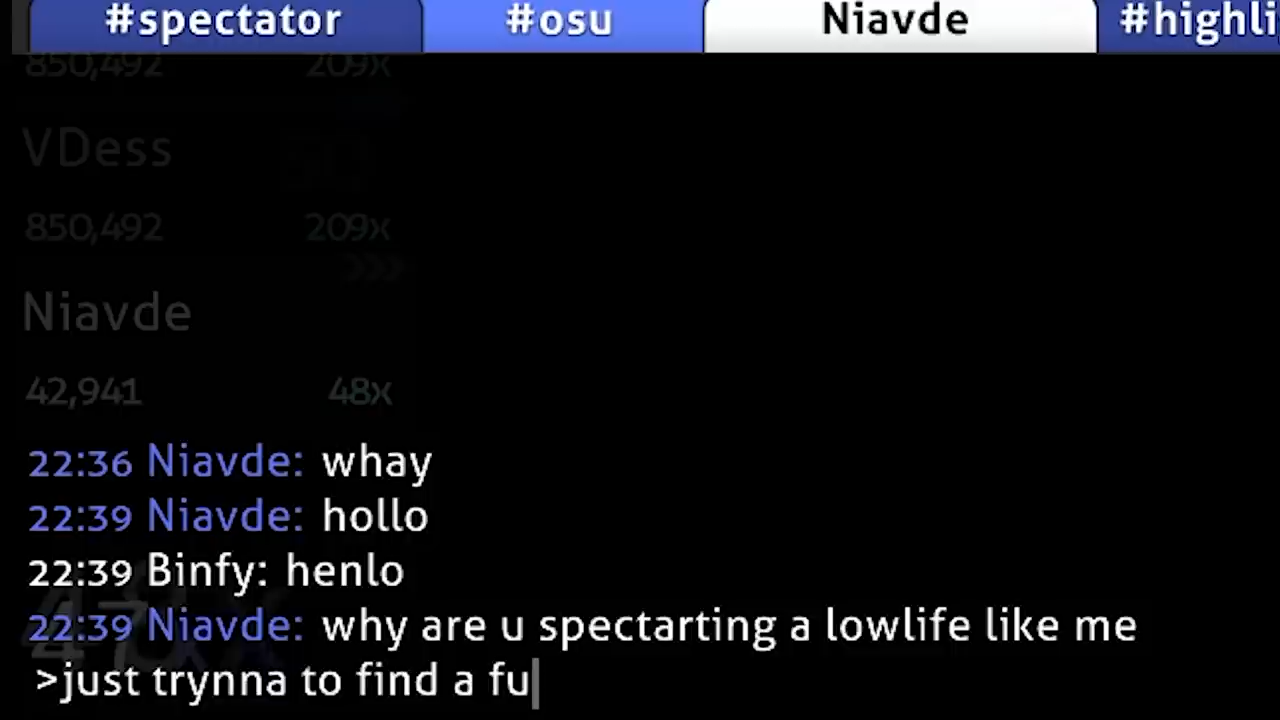 #spectator #osu Niavde #highli
850,492 209x
VDess
850,492 209x
Niavde
42,941 48x
22:36 Niavde: whay
22:39 Niavde: hollo
22:39 Binfy: henlo
22:39 Niavde: why are u spectarting a lowlife like me
>just trynna to find a fu